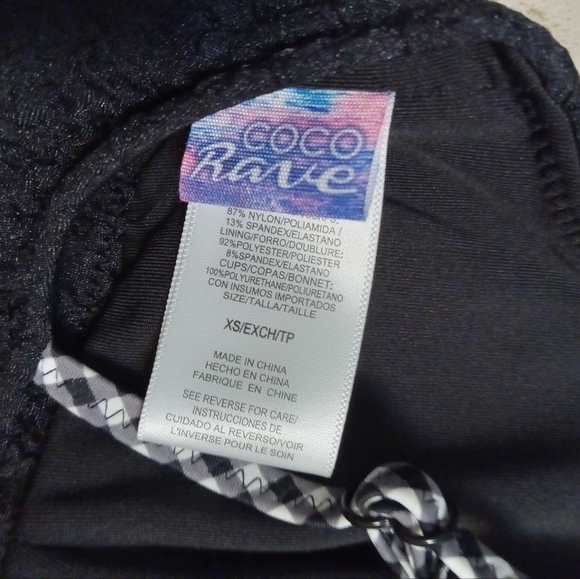 COCO
Rave
87% NYLON/POLIAMIDA /
13% SPANDEX/ELASTANO
LINING/FORRO/DOUBLURE:
92%POLYESTER/POLIESTER
8%SPANDEX/ELASTANO
CUPS/COPAS/BONNET:
100%POLYURETHANE/POLIURETANO
CON INSUMOS IMPORTADOS
SIZE/TALLA/TAILLE
XS/EXCH/TP
MADE IN CHINA
HECHO EN CHINA
FABRIQUE EN CHINE
SEE REVERSE FOR CARE/
INSTRUCCIONES DE
CUIDADO AL REVERSO/VOIR
L'INVERSE POUR LE SOIN